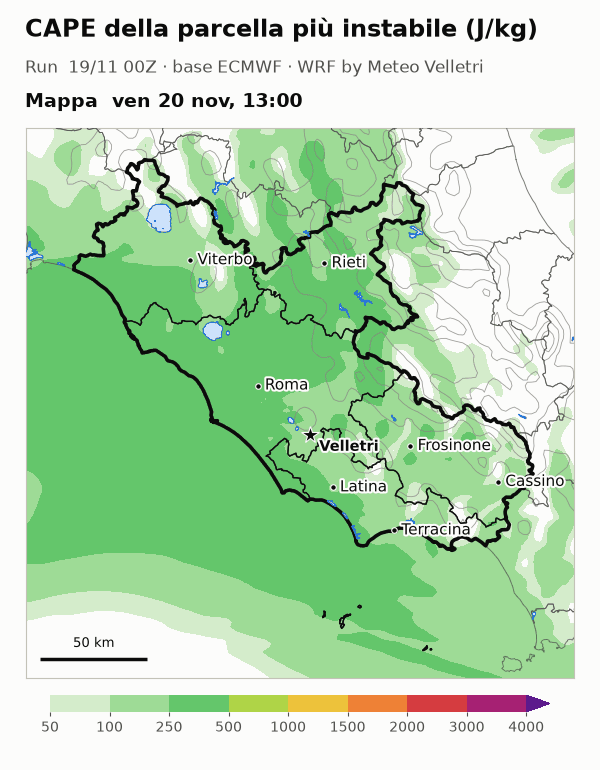 CAPE della parcella più instabile (J/kg)
Run  19/11 00Z · base ECMWF · WRF by Meteo Velletri
Mappa  ven 20 nov, 13:00
Viterbo
Rieti
Roma
Velletri
Frosinone
Cassino
Latina
Terracina
50 km
50 100 250 500 1000 1500 2000 3000 4000